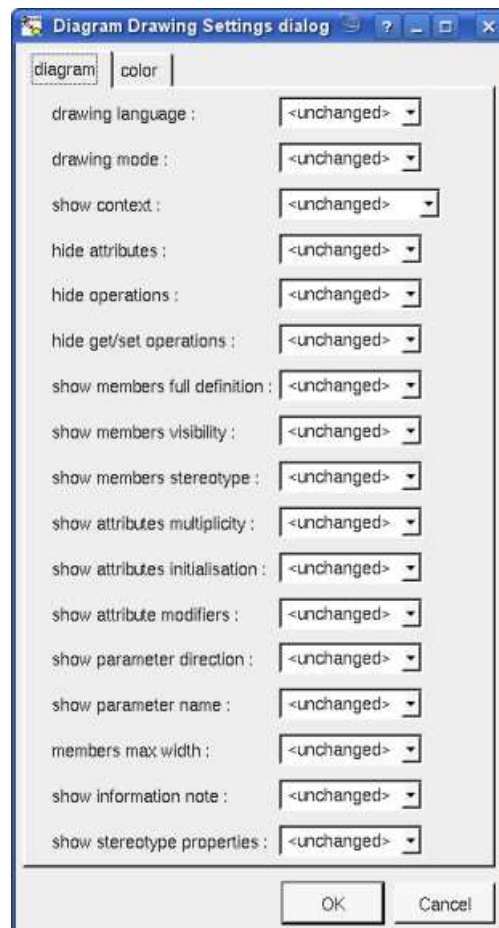 Diagram Drawing Settings dialog
diagram color
drawing language : <unchanged>
drawing mode : <unchanged>
show context : <unchanged>
hide attributes : <unchanged>
hide operations : <unchanged>
hide get/set operations : <unchanged>
show members full definition : <unchanged>
show members visibility : <unchanged>
show members stereotype : <unchanged>
show attributes multiplicity : <unchanged>
show attributes initialisation : <unchanged>
show attribute modifiers : <unchanged>
show parameter direction : <unchanged>
show parameter name : <unchanged>
members max width : <unchanged>
show information note : <unchanged>
show stereotype properties : <unchanged>
OK Cancel